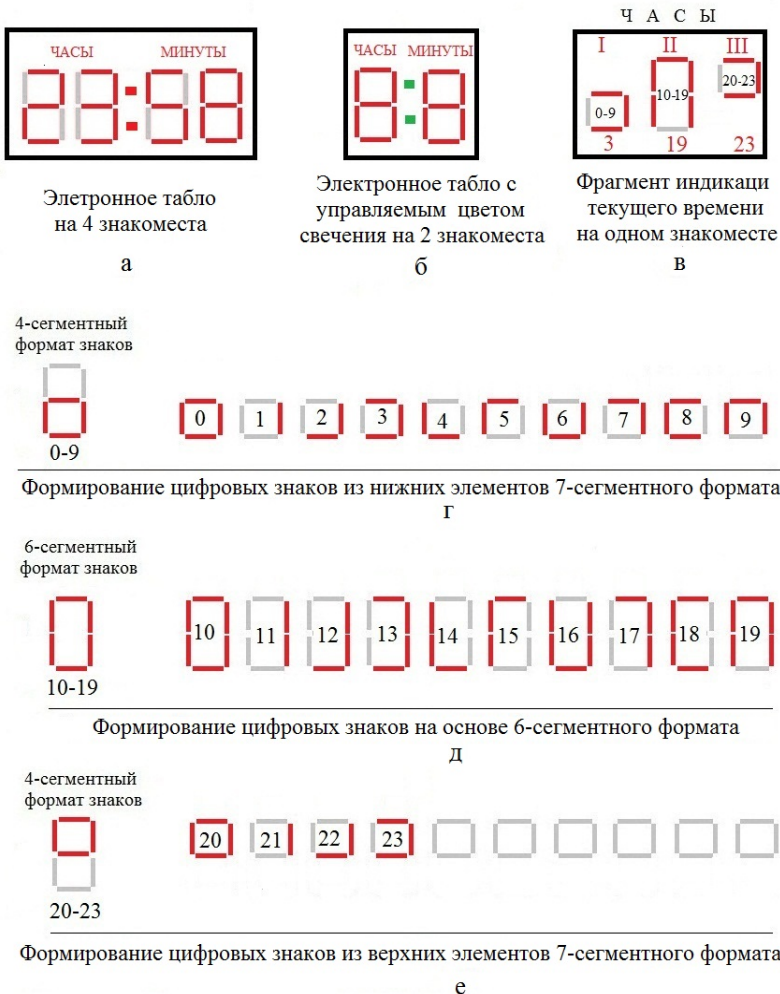 ЧАСЫ МИНУТЫ
Элетронное табло
на 4 знакоместа
а
ЧАСЫ МИНУТЫ
Электронное табло с
управляемым цветом
свечения на 2 знакоместа
б
Ч А С Ы
I II III
0-9 10-19 20-23
3 19 23
Фрагмент индикаци
текущего времени
на одном знакоместе
в
4-сегментный
формат знаков
0-9
0 1 2 3 4 5 6 7 8 9
Формирование цифровых знаков из нижних элементов 7-сегментного формата
г
6-сегментный
формат знаков
10-19
10 11 12 13 14 15 16 17 18 19
Формирование цифровых знаков на основе 6-сегментного формата
д
4-сегментный
формат знаков
20-23
20 21 22 23
Формирование цифровых знаков из верхних элементов 7-сегментного формата
е